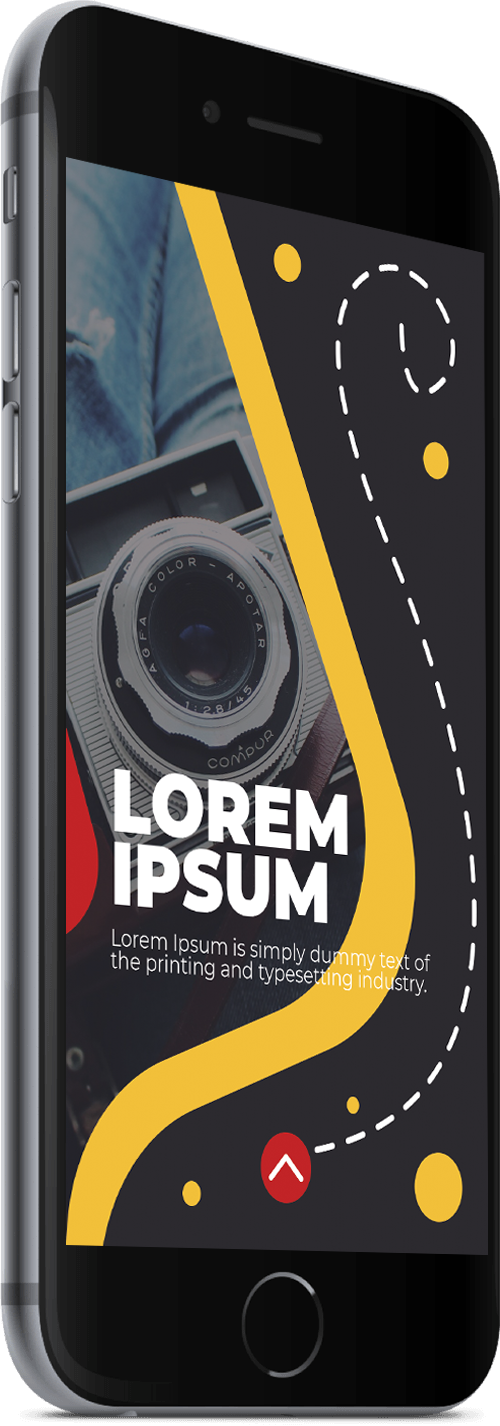 AGFA COLOR – APOTAR
1:2,8/45
COMPUR
LOREM
IPSUM
Lorem Ipsum is simply dummy text of
the printing and typesetting industry.